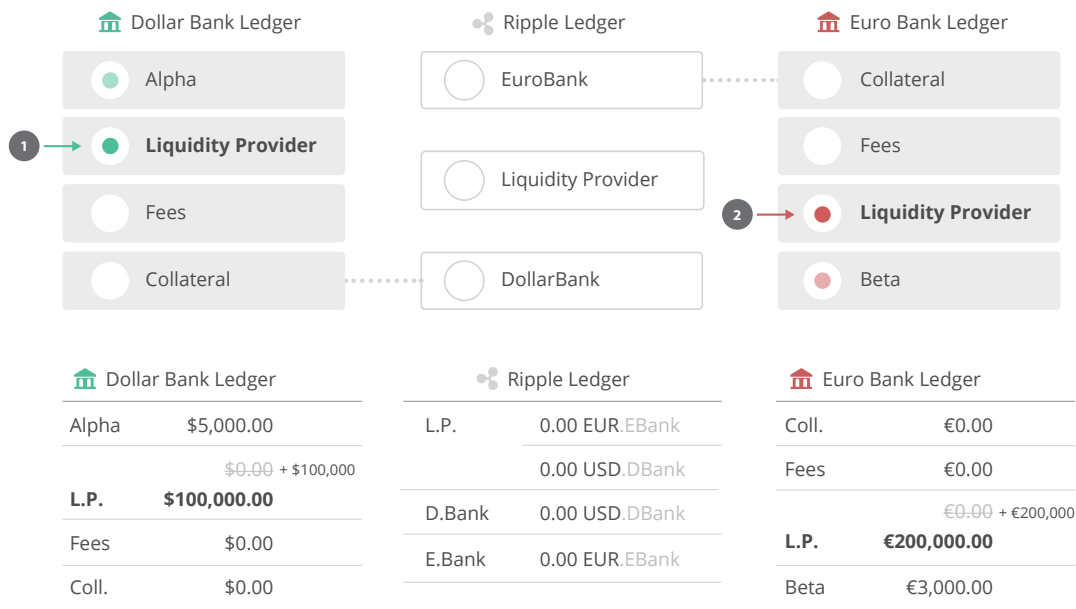 Dollar Bank Ledger
Ripple Ledger
Euro Bank Ledger
Alpha
EuroBank
Collateral
1
Liquidity Provider
Fees
Liquidity Provider
Fees
2
Liquidity Provider
Collateral
DollarBank
Beta
Dollar Bank Ledger
Alpha $5,000.00
$0.00 + $100,000
L.P. $100,000.00
Fees $0.00
Coll. $0.00
Ripple Ledger
L.P. 0.00 EUR.EBank
0.00 USD.DBank
D.Bank 0.00 USD.DBank
E.Bank 0.00 EUR.EBank
Euro Bank Ledger
Coll. €0.00
Fees €0.00
€0.00 + €200,000
L.P. €200,000.00
Beta €3,000.00